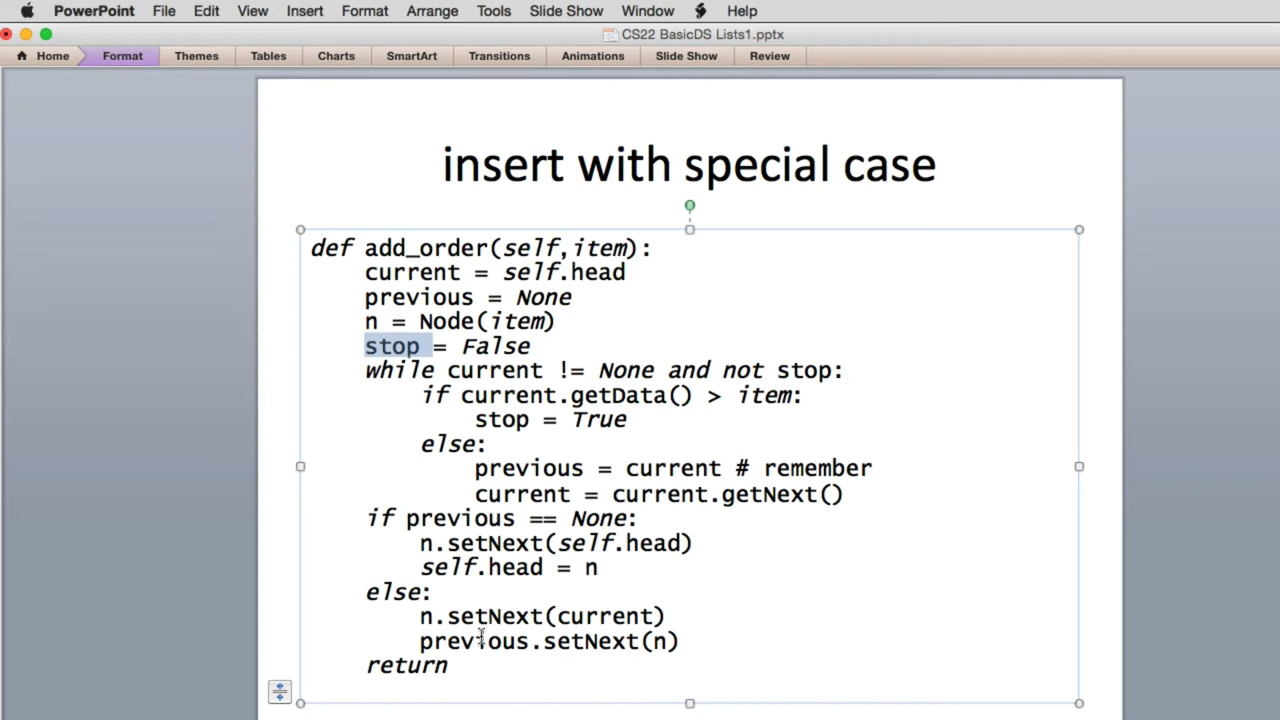 PowerPoint File Edit View Insert Format Arrange Tools Slide Show Window Help
CS22 BasicDS Lists1.pptx
Home Format Themes Tables Charts SmartArt Transitions Animations Slide Show Review
insert with special case
def add_order(self,item):
    current = self.head
    previous = None
    n = Node(item)
    stop = False
    while current != None and not stop:
        if current.getData() > item:
            stop = True
        else:
            previous = current # remember
            current = current.getNext()
    if previous == None:
        n.setNext(self.head)
        self.head = n
    else:
        n.setNext(current)
        previous.setNext(n)
    return